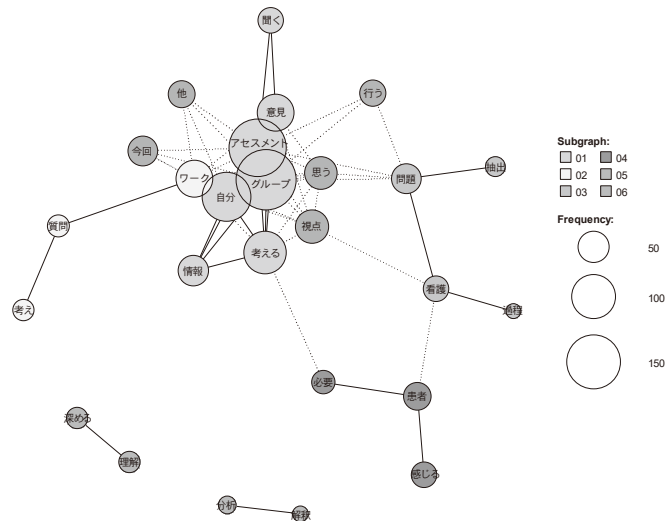 聞く
他
行う
意見
アセスメント
今回
ワーク
グループ
思う
問題
抽出
自分
質問
視点
考える
情報
看護
考え
過程
必要
患者
深める
理解
感じる
分析
解釈
Subgraph:
01 04
02 05
03 06
Frequency:
50
100
150